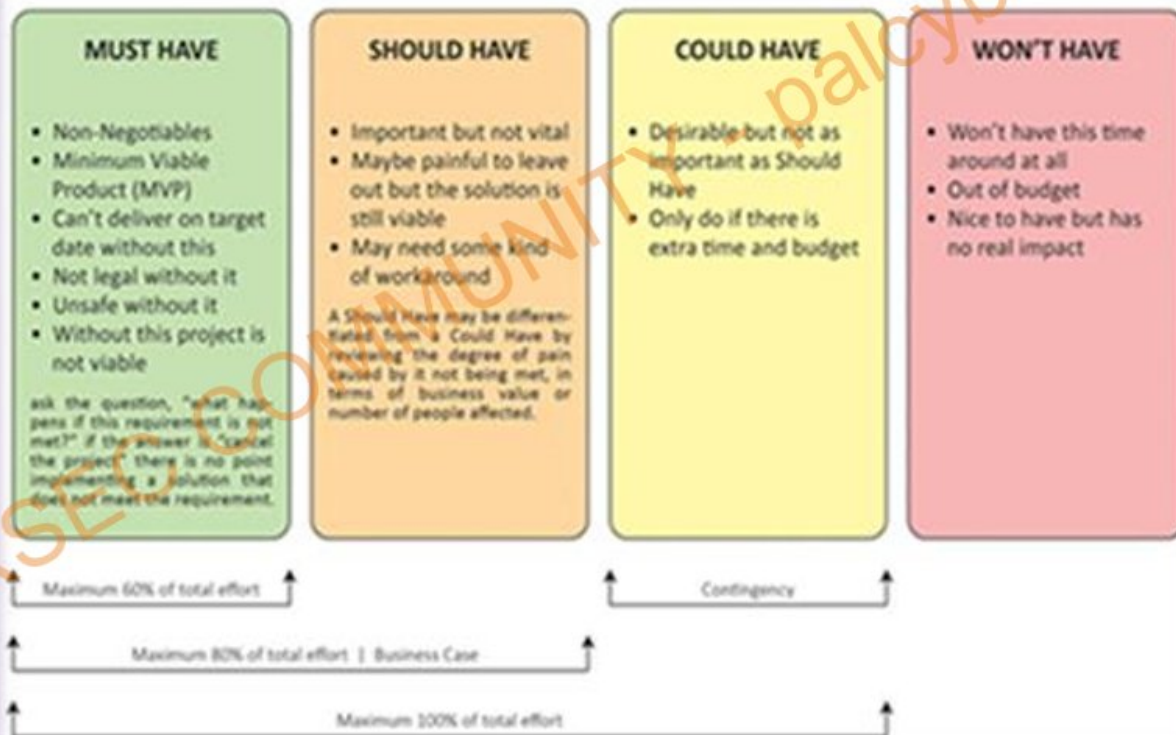 MUST HAVE
• Non-Negotiables
• Minimum Viable
Product (MVP)
• Can't deliver on target
date without this
• Not legal without it
• Unsafe without it
• Without this project is
not viable
ask the question, "what hap-
pens if this requirement is not
met?" if the answer is "cancel
the project" there is no point
implementing a solution that
does not meet the requirement.
SHOULD HAVE
• Important but not vital
• Maybe painful to leave
out but the solution is
still viable
• May need some kind
of workaround
A Should Have may be differen-
tiated from a Could Have by
reviewing the degree of pain
caused by it not being met, in
terms of business value or
number of people affected.
COULD HAVE
• Desirable but not as
important as Should
Have
• Only do if there is
extra time and budget
WON'T HAVE
• Won't have this time
around at all
• Out of budget
• Nice to have but has
no real impact
Maximum 60% of total effort
Contingency
Maximum 80% of total effort | Business Case
Maximum 100% of total effort
SEC COMMUNITY - palcyb